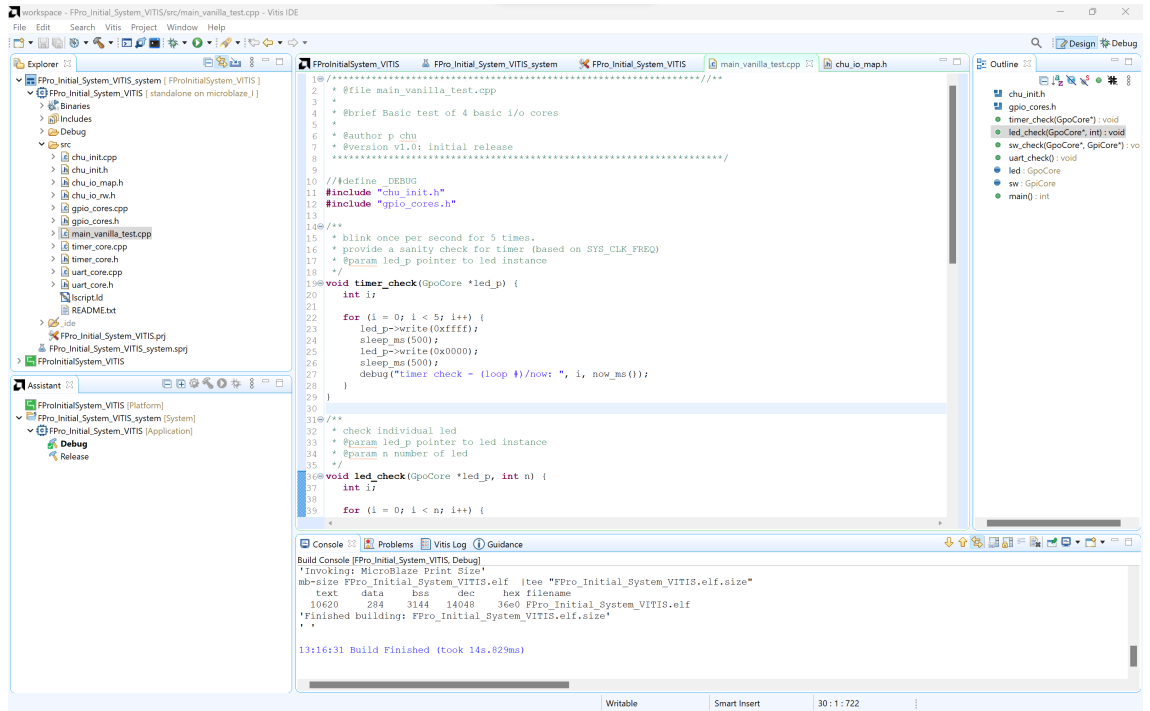 workspace - FPro_Initial_System_VITIS/src/main_vanilla_test.cpp - Vitis IDE
File Edit Search Vitis Project Window Help
Design Debug
Explorer
FPro_Initial_System_VITIS_system [ FProInitialSystem_VITIS ]
FPro_Initial_System_VITIS [ standalone on microblaze_I ]
Binaries
Includes
Debug
src
chu_init.cpp
chu_init.h
chu_io_map.h
chu_io_rw.h
gpio_cores.cpp
gpio_cores.h
main_vanilla_test.cpp
timer_core.cpp
timer_core.h
uart_core.cpp
uart_core.h
lscript.ld
README.txt
_ide
FPro_Initial_System_VITIS.prj
FPro_Initial_System_VITIS_system.sprj
FProInitialSystem_VITIS
Assistant
FProInitialSystem_VITIS [Platform]
FPro_Initial_System_VITIS_system [System]
FPro_Initial_System_VITIS [Application]
Debug
Release
FProInitialSystem_VITIS FPro_Initial_System_VITIS_system FPro_Initial_System_VITIS main_vanilla_test.cpp chu_io_map.h
1 /*****************************************************************//**
2 * @file main_vanilla_test.cpp
3 *
4 * @brief Basic test of 4 basic i/o cores
5 *
6 * @author p chu
7 * @version v1.0: initial release
8 *********************************************************************/
9
10 //#define _DEBUG
11 #include "chu_init.h"
12 #include "gpio_cores.h"
13
14 /**
15 * blink once per second for 5 times.
16 * provide a sanity check for timer (based on SYS_CLK_FREQ)
17 * @param led_p pointer to led instance
18 */
19 void timer_check(GpoCore *led_p) {
20 int i;
21
22 for (i = 0; i < 5; i++) {
23 led_p->write(0xffff);
24 sleep_ms(500);
25 led_p->write(0x0000);
26 sleep_ms(500);
27 debug("timer check - (loop #)/now: ", i, now_ms());
28 }
29 }
30
31 /**
32 * check individual led
33 * @param led_p pointer to led instance
34 * @param n number of led
35 */
36 void led_check(GpoCore *led_p, int n) {
37 int i;
38
39 for (i = 0; i < n; i++) {
Outline
chu_init.h
gpio_cores.h
timer_check(GpoCore*) : void
led_check(GpoCore*, int) : void
sw_check(GpoCore*, GpiCore*) : vo
uart_check() : void
led : GpoCore
sw : GpiCore
main() : int
Console Problems Vitis Log Guidance
Build Console [FPro_Initial_System_VITIS, Debug]
'Invoking: MicroBlaze Print Size'
mb-size FPro_Initial_System_VITIS.elf |tee "FPro_Initial_System_VITIS.elf.size"
text data bss dec hex filename
10620 284 3144 14048 36e0 FPro_Initial_System_VITIS.elf
'Finished building: FPro_Initial_System_VITIS.elf.size'
' '
13:16:31 Build Finished (took 14s.829ms)
Writable Smart Insert 30 : 1 : 722